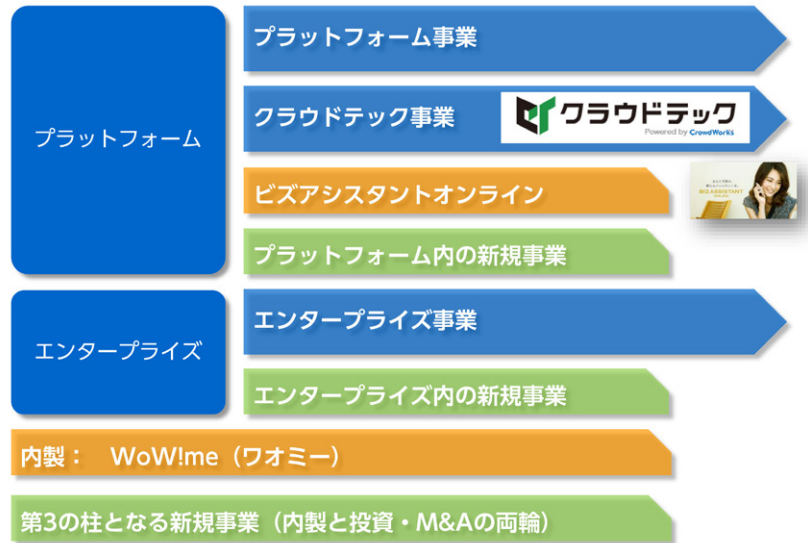 プラットフォーム
プラットフォーム事業
クラウドテック事業
クラウドテック
Powered by CrowdWorks
ビズアシスタントオンライン
BIZ ASSISTANT
ONLINE
プラットフォーム内の新規事業
エンタープライズ
エンタープライズ事業
エンタープライズ内の新規事業
内製： WoW!me（ワオミー）
第3の柱となる新規事業（内製と投資・M&Aの両輪）